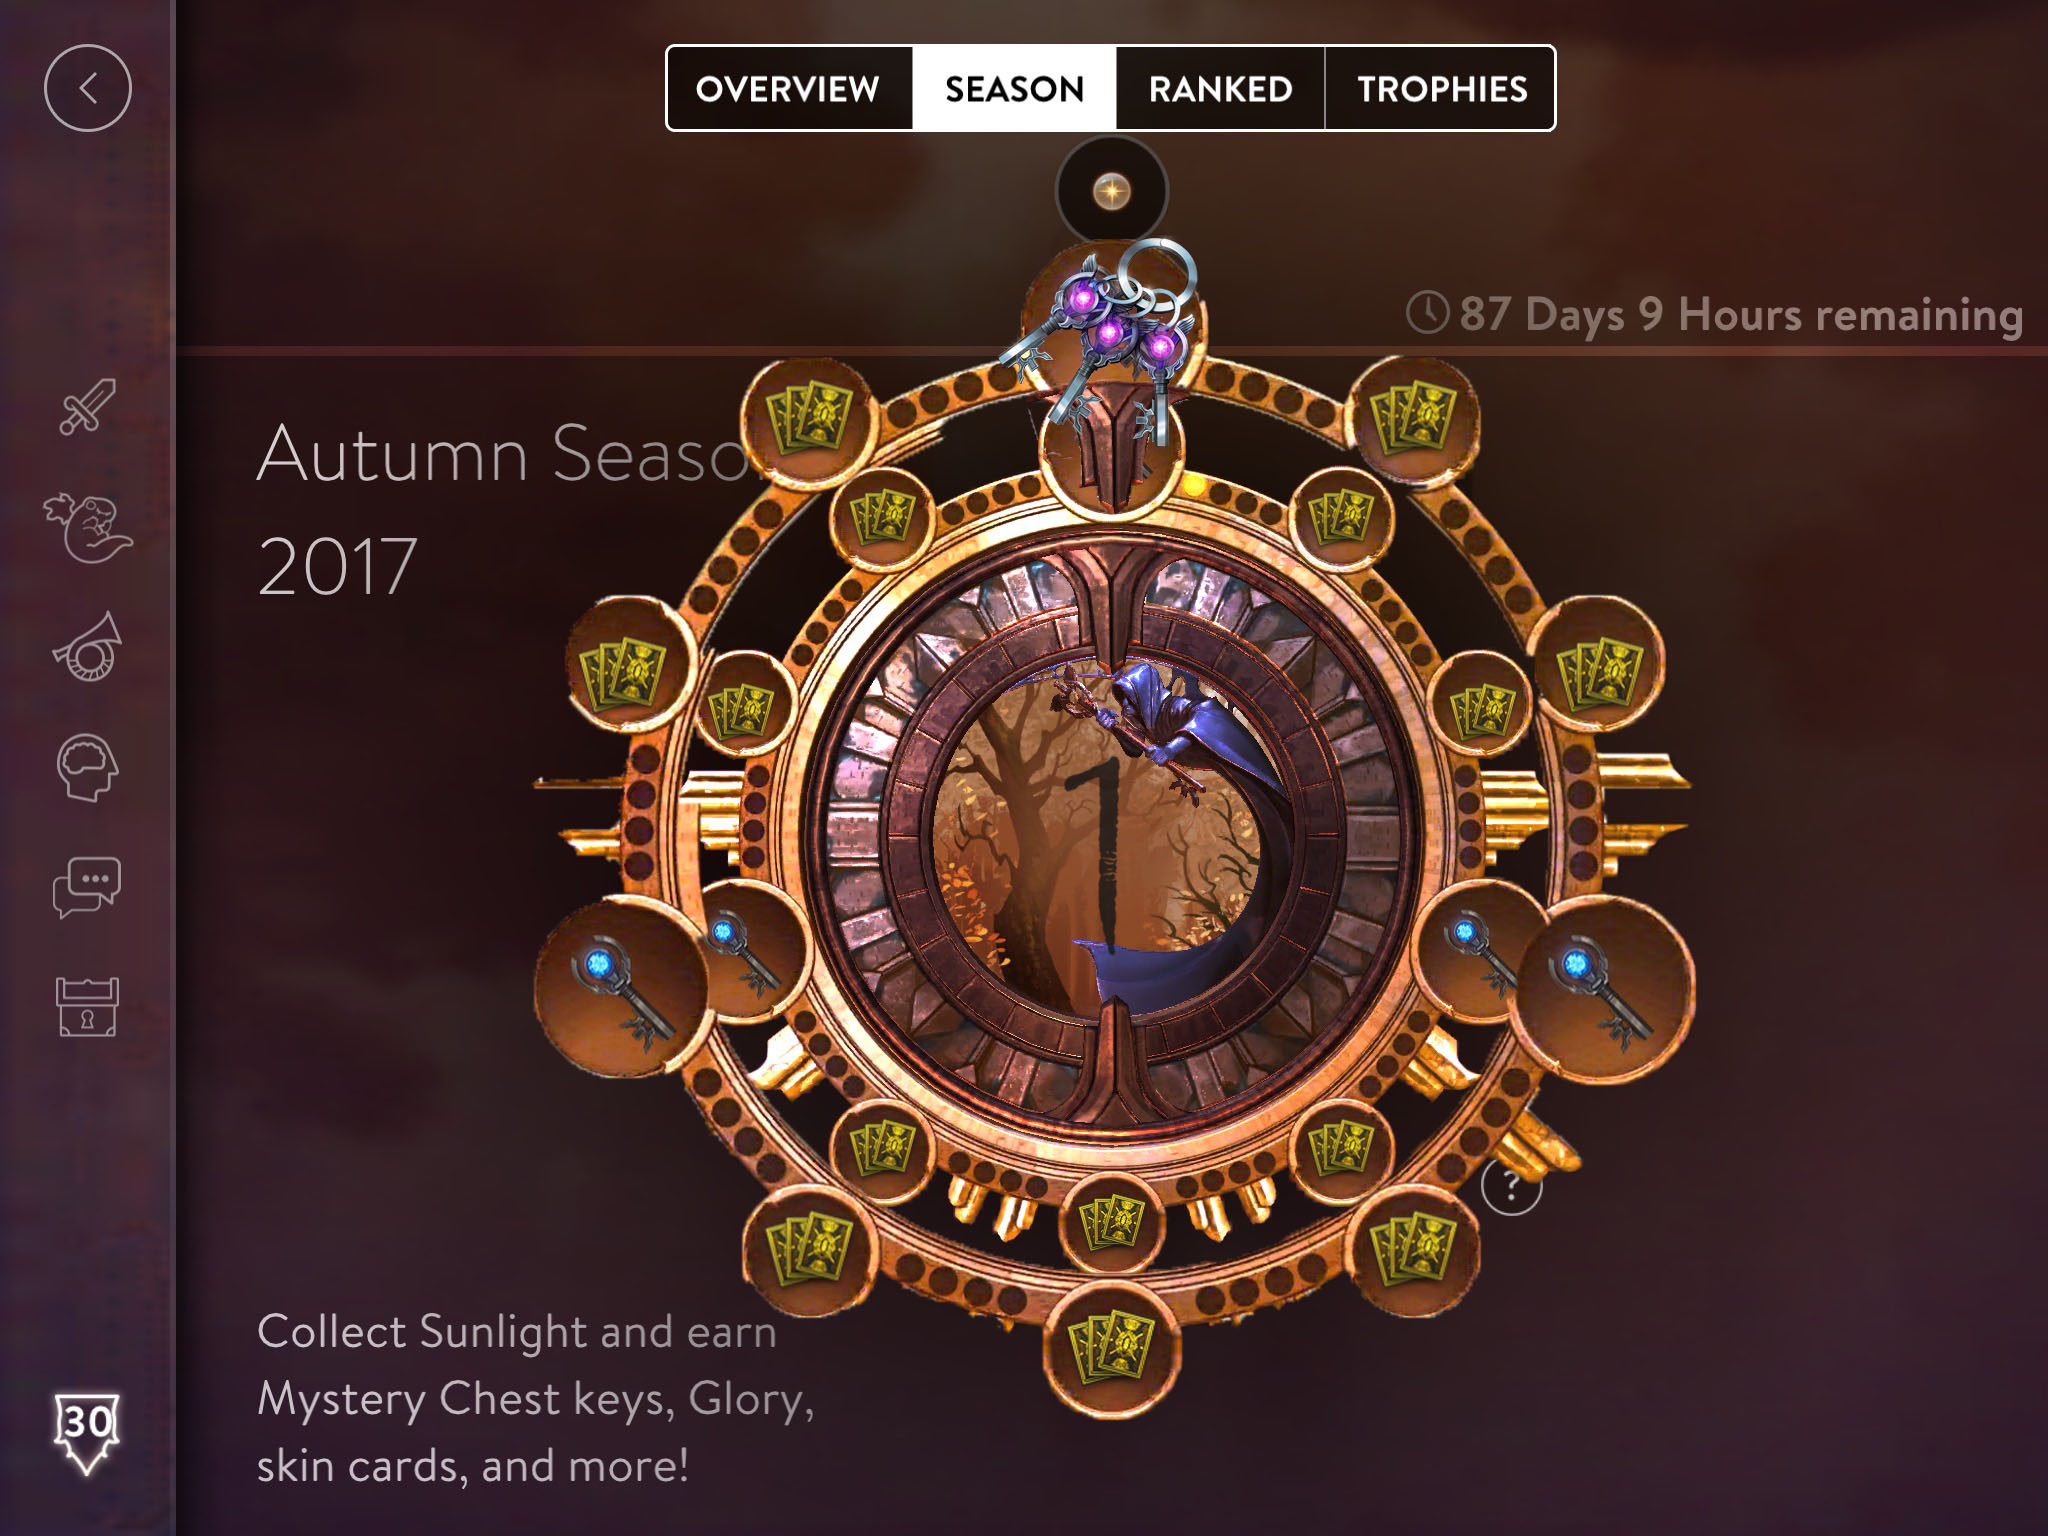 OVERVIEW SEASON RANKED TROPHIES
87 Days 9 Hours remaining
Autumn Seaso
2017
1
?
Collect Sunlight and earn
Mystery Chest keys, Glory,
skin cards, and more!
30